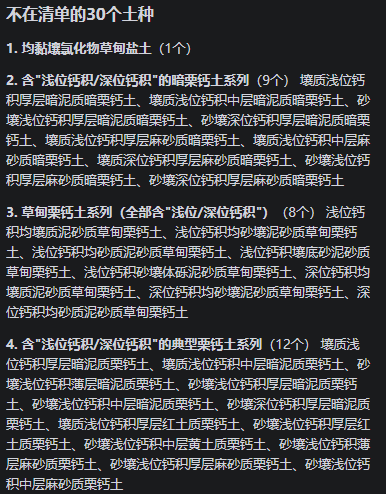 不在清单的30个土种
1. 均黏壤氯化物草甸盐土（1个）
2. 含"浅位钙积/深位钙积"的暗栗钙土系列（9个） 壤质浅位钙
积厚层暗泥质暗栗钙土、壤质浅位钙积中层暗泥质暗栗钙土、砂
壤浅位钙积厚层暗泥质暗栗钙土、砂壤深位钙积厚层暗泥质暗栗
钙土、壤质浅位钙积厚层麻砂质暗栗钙土、壤质浅位钙积中层麻
砂质暗栗钙土、壤质深位钙积厚层麻砂质暗栗钙土、砂壤浅位钙
积厚层麻砂质暗栗钙土、砂壤深位钙积厚层麻砂质暗栗钙土
3. 草甸栗钙土系列（全部含"浅位/深位钙积"）（8个） 浅位钙
积均壤质泥砂质草甸栗钙土、浅位钙积均砂壤泥砂质草甸栗钙
土、浅位钙积均砂质泥砂质草甸栗钙土、浅位钙积壤底砂泥砂质
草甸栗钙土、浅位钙积砂壤体砾泥砂质草甸栗钙土、深位钙积均
壤质泥砂质草甸栗钙土、深位钙积均砂壤泥砂质草甸栗钙土、深
位钙积均砂质泥砂质草甸栗钙土
4. 含"浅位钙积/深位钙积"的典型栗钙土系列（12个） 壤质浅
位钙积厚层暗泥质栗钙土、壤质浅位钙积中层暗泥质栗钙土、砂
壤浅位钙积薄层暗泥质栗钙土、砂壤浅位钙积厚层暗泥质栗钙
土、砂壤浅位钙积中层暗泥质栗钙土、砂壤深位钙积厚层暗泥质
栗钙土、壤质浅位钙积厚层红土质栗钙土、砂壤浅位钙积厚层红
土质栗钙土、砂壤浅位钙积中层黄土质栗钙土、砂壤浅位钙积薄
层麻砂质栗钙土、砂壤浅位钙积厚层麻砂质栗钙土、砂壤浅位钙
积中层麻砂质栗钙土